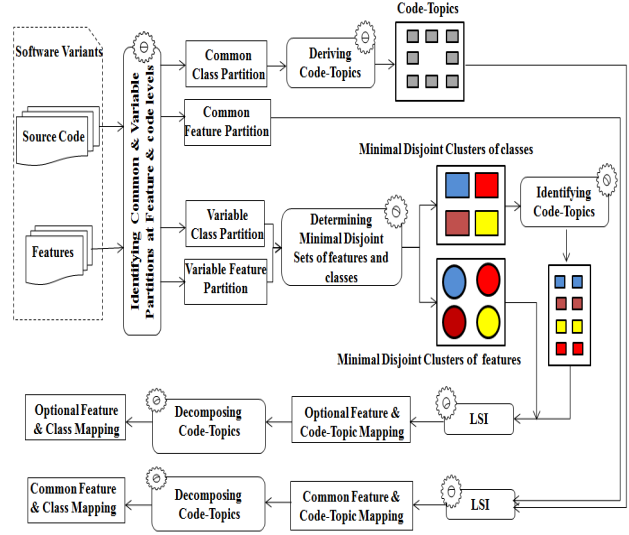 Code-Topics
Software Variants
Source Code
Features
Identifying Common & Variable
Partitions at Feature & code levels
Common
Class Partition
Deriving
Code-Topics
Common
Feature Partition
Minimal Disjoint Clusters of classes
Variable
Class Partition
Variable Feature
Partition
Determining
Minimal Disjoint
Sets of features and
classes
Identifying
Code-Topics
Minimal Disjoint Clusters of features
Optional Feature
& Class Mapping
Decomposing
Code-Topics
Optional Feature &
Code-Topic Mapping
LSI
Common Feature
& Class Mapping
Decomposing
Code-Topics
Common Feature &
Code-Topic Mapping
LSI